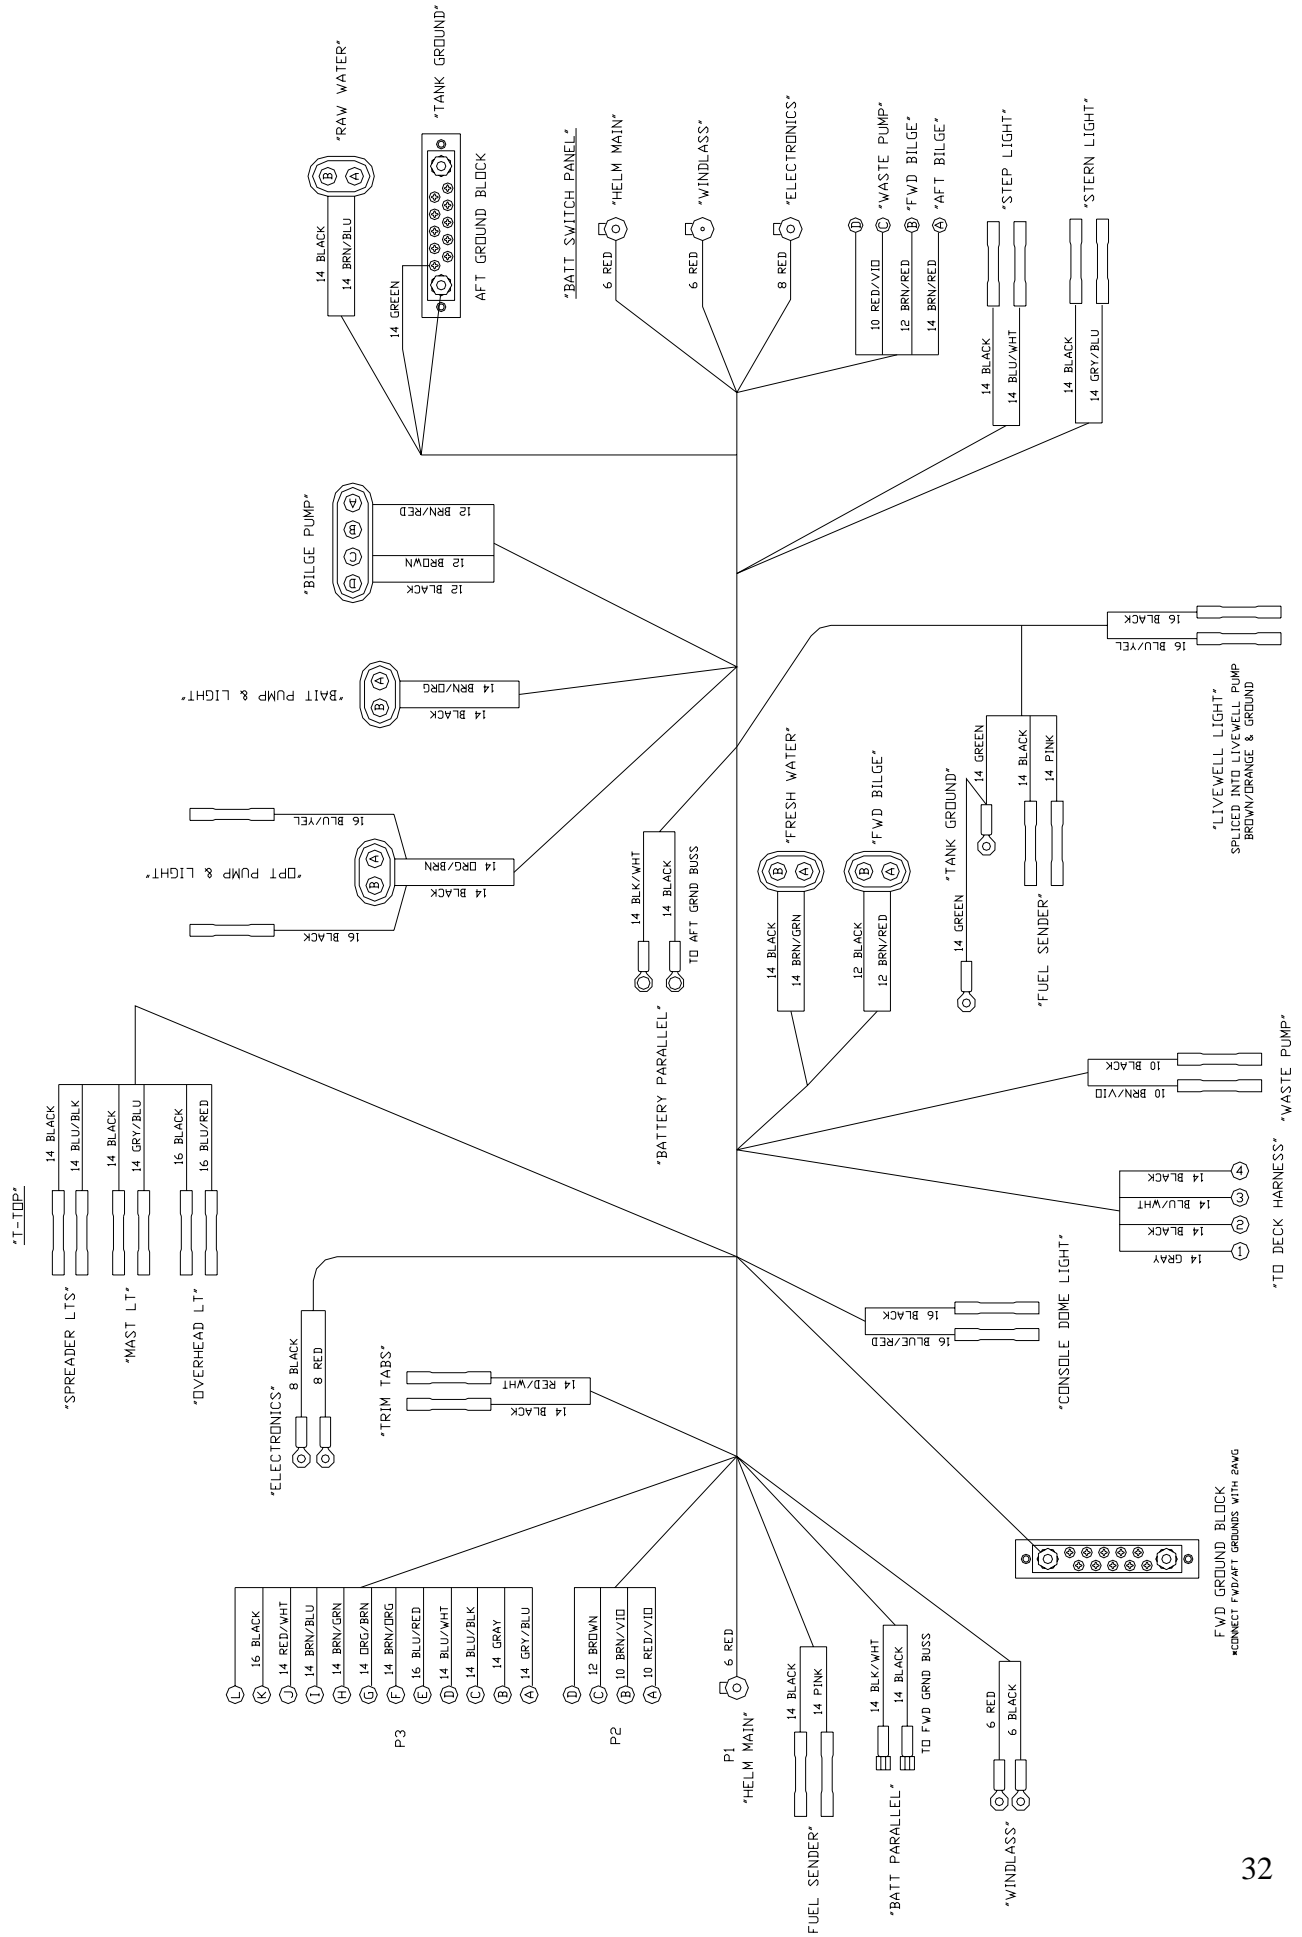 "RAW WATER"
B
A
14 BLACK
14 BRN/BLU
"TANK GROUND"
14 GREEN
AFT GROUND BLOCK
"BATT SWITCH PANEL"
6 RED
"HELM MAIN"
6 RED
"WINDLASS"
8 RED
"ELECTRONICS"
D
10 RED/VIO
C
"WASTE PUMP"
12 BRN/RED
B
"FWD BILGE"
14 BRN/RED
A
"AFT BILGE"
14 BLACK
14 BLU/WHT
"STEP LIGHT"
14 BLACK
14 GRY/BLU
"STERN LIGHT"
"BILGE PUMP"
A
B
C
D
12 BRN/RED
12 BROWN
12 BLACK
"BAIT PUMP & LIGHT"
A
B
14 BRN/ORG
14 BLACK
"OPT PUMP & LIGHT"
16 BLU/YEL
A
B
14 ORG/BRN
14 BLACK
16 BLACK
14 BLK/WHT
14 BLACK
TO AFT GRND BUSS
"BATTERY PARALLEL"
16 BLACK
16 BLU/YEL
"LIVEWELL LIGHT"
SPLICED INTO LIVEWELL PUMP
BROWN/ORANGE & GROUND
"FRESH WATER"
B
A
14 BLACK
14 BRN/GRN
"FWD BILGE"
B
A
12 BLACK
12 BRN/RED
"TANK GROUND"
14 GREEN
14 GREEN
14 BLACK
14 PINK
"FUEL SENDER"
10 BLACK
10 BRN/VIO
"WASTE PUMP"
14 BLACK
4
14 BLU/WHT
3
14 BLACK
2
14 GRAY
1
"TO DECK HARNESS"
"T-TOP"
14 BLACK
14 BLU/BLK
"SPREADER LTS"
14 BLACK
14 GRY/BLU
"MAST LT"
16 BLACK
16 BLU/RED
"OVERHEAD LT"
8 BLACK
8 RED
"ELECTRONICS"
"TRIM TABS"
14 RED/WHT
14 BLACK
16 BLACK
16 BLUE/RED
"CONSOLE DOME LIGHT"
FWD GROUND BLOCK
*CONNECT FWD/AFT GROUNDS WITH 2AWG
L
K
16 BLACK
J
14 RED/WHT
I
14 BRN/BLU
H
14 BRN/GRN
G
14 ORG/BRN
F
14 BRN/ORG
E
16 BLU/RED
D
14 BLU/WHT
C
14 BLU/BLK
B
14 GRAY
A
14 GRY/BLU
P3
D
C
12 BROWN
B
10 BRN/VIO
A
10 RED/VIO
P2
6 RED
P1
"HELM MAIN"
14 BLACK
14 PINK
FUEL SENDER"
14 BLK/WHT
14 BLACK
TO FWD GRND BUSS
"BATT PARALLEL"
6 RED
6 BLACK
"WINDLASS"
32